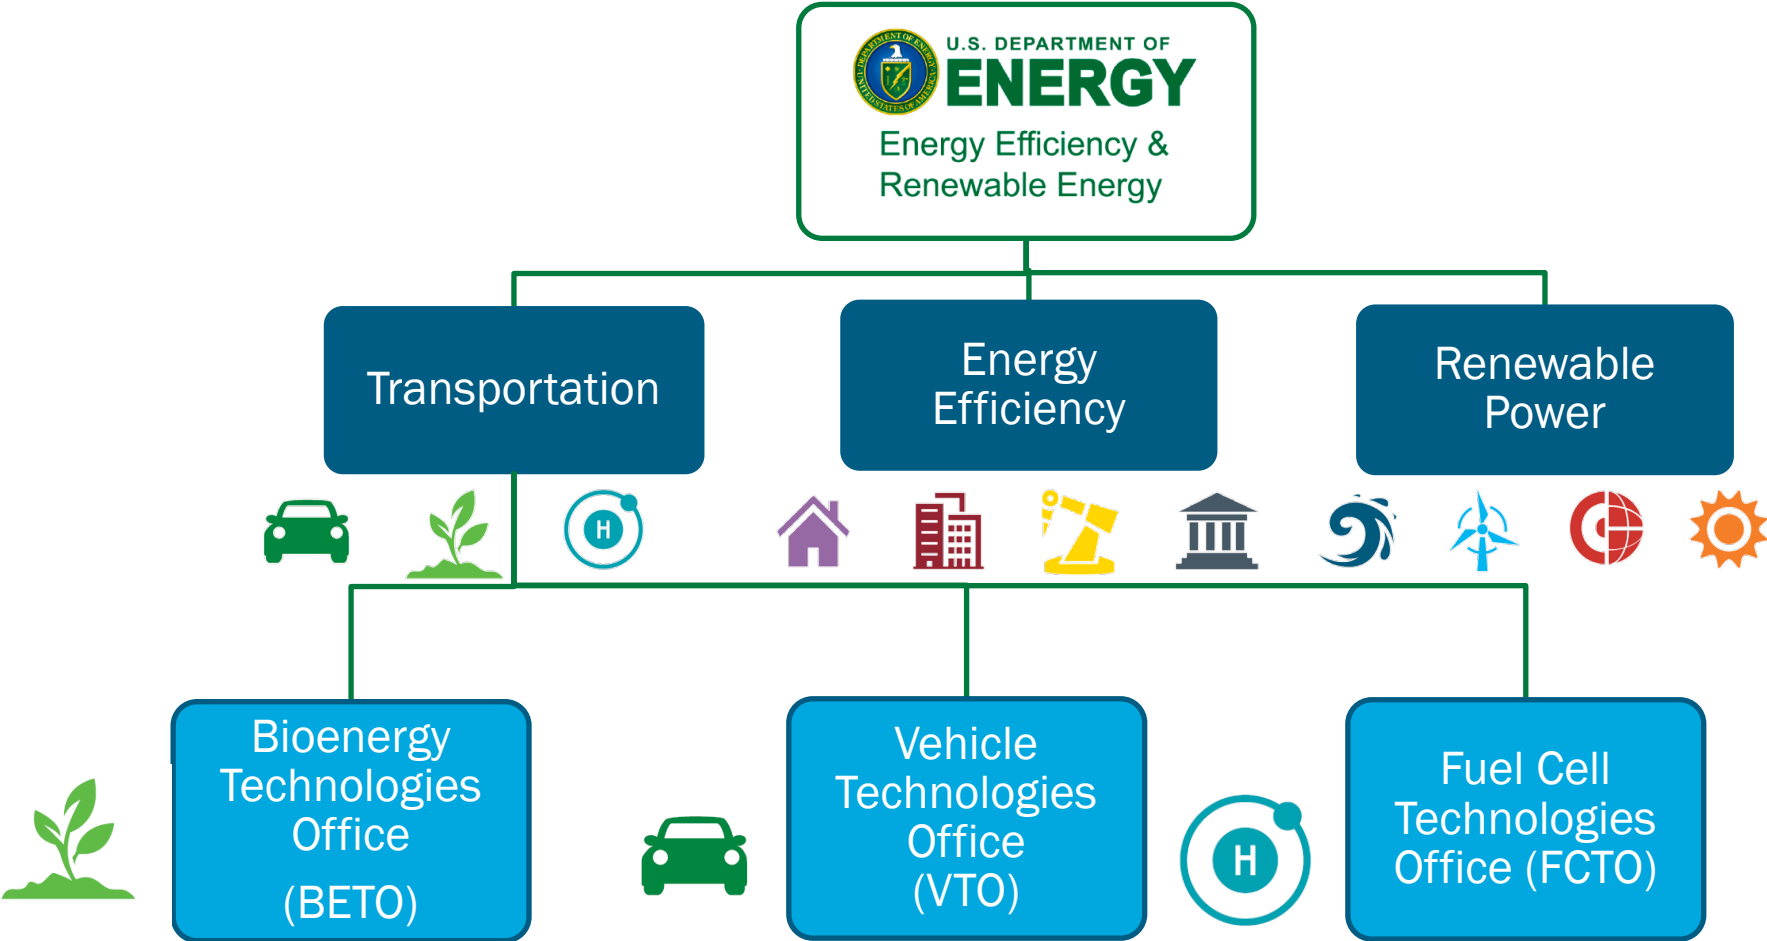 U.S. DEPARTMENT OF
ENERGY
Energy Efficiency &
Renewable Energy
Transportation
Energy
Efficiency
Renewable
Power
H
Bioenergy
Technologies
Office
(BETO)
Vehicle
Technologies
Office
(VTO)
H
Fuel Cell
Technologies
Office (FCTO)